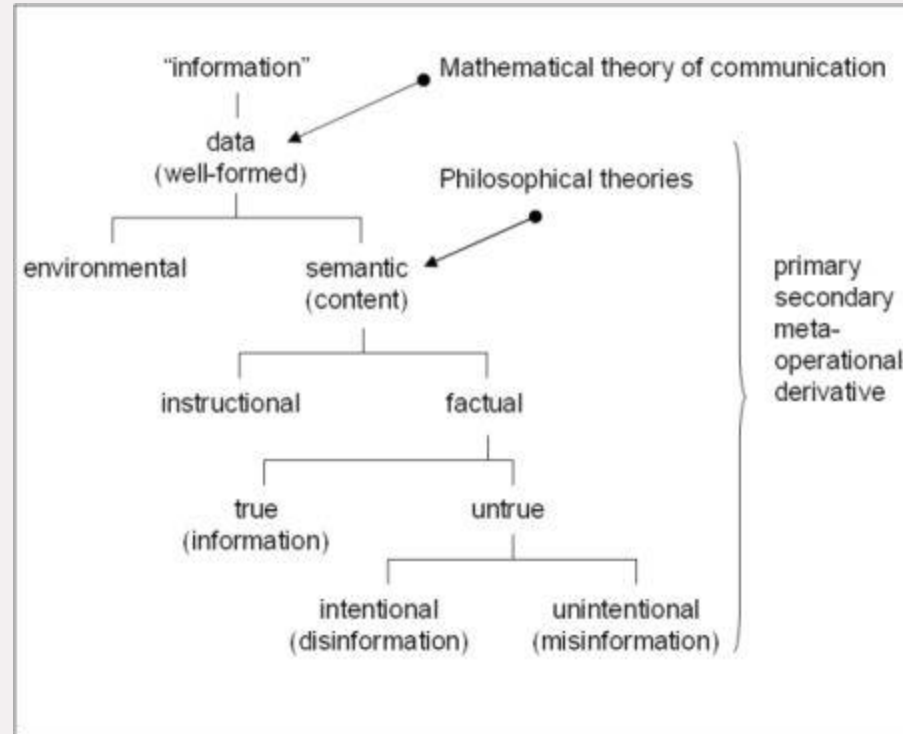 “information”
Mathematical theory of communication
data
(well-formed)
Philosophical theories
environmental
semantic
(content)
primary
secondary
meta-
operational
derivative
instructional
factual
true
(information)
untrue
intentional
(disinformation)
unintentional
(misinformation)